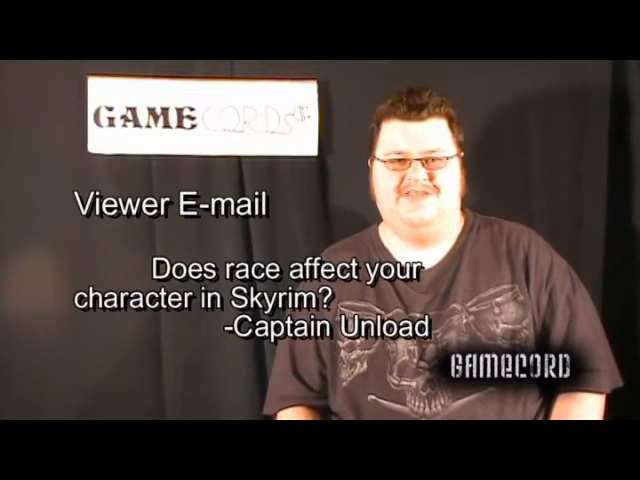 GAMECORDS
Viewer E-mail
Does race affect your
character in Skyrim?
-Captain Unload
GAMECORD